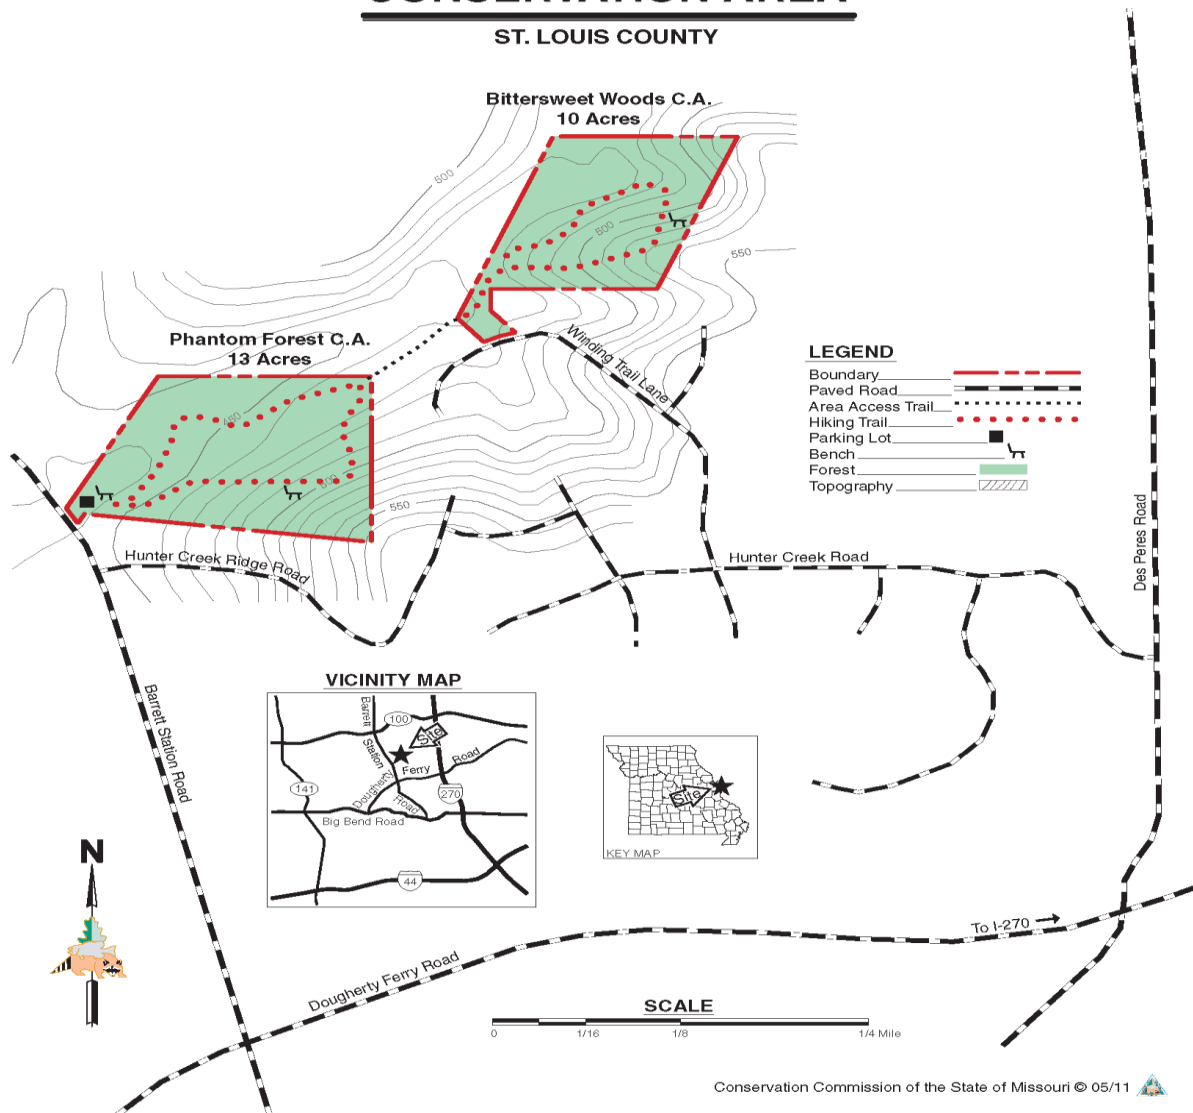 CONSERVATION AREA
ST. LOUIS COUNTY
Bittersweet Woods C.A.
10 Acres
500
500
550
Phantom Forest C.A.
13 Acres
450
500
550
Winding Trail Lane
LEGEND
Boundary
Paved Road
Area Access Trail
Hiking Trail
Parking Lot
Bench
Forest
Topography
Des Peres Road
Hunter Creek Ridge Road
Hunter Creek Road
Barrett Station Road
VICINITY MAP
Barrett
Station
100
Site
Dougherty
Ferry
Road
Road
141
270
Big Bend Road
44
Site
KEY MAP
N
To I-270
Dougherty Ferry Road
SCALE
0 1/16 1/8 1/4 Mile
Conservation Commission of the State of Missouri © 05/11